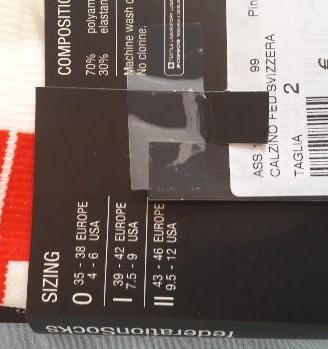 COMPOSITIO
70% polyam
30% elastan
Machine wash c
No clorine.
SIZING
0 35 - 38 EUROPE
4 - 6 USA
I 39 - 42 EUROPE
7.5 - 9 USA
II 43 - 46 EUROPE
9.5 - 12 USA
federationSocks
Pin
99
ASS
CALZINO FED.SVIZZERA
TAGLIA 2
€